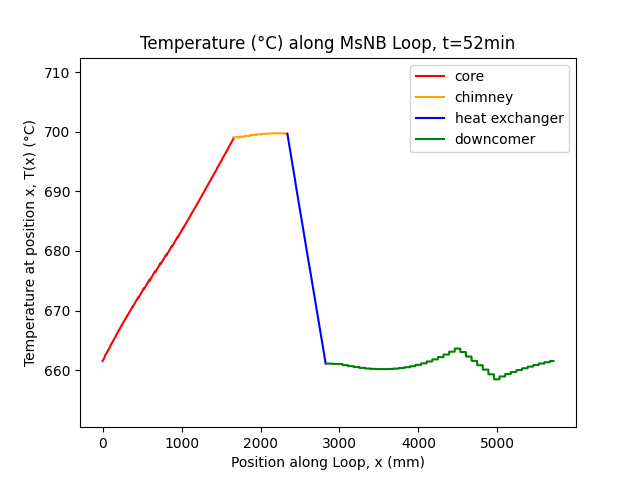 Temperature (°C) along MsNB Loop, t=52min
Temperature at position x, T(x) (°C)
710
700
690
680
670
660
core
chimney
heat exchanger
downcomer
0
1000
2000
3000
4000
5000
Position along Loop, x (mm)